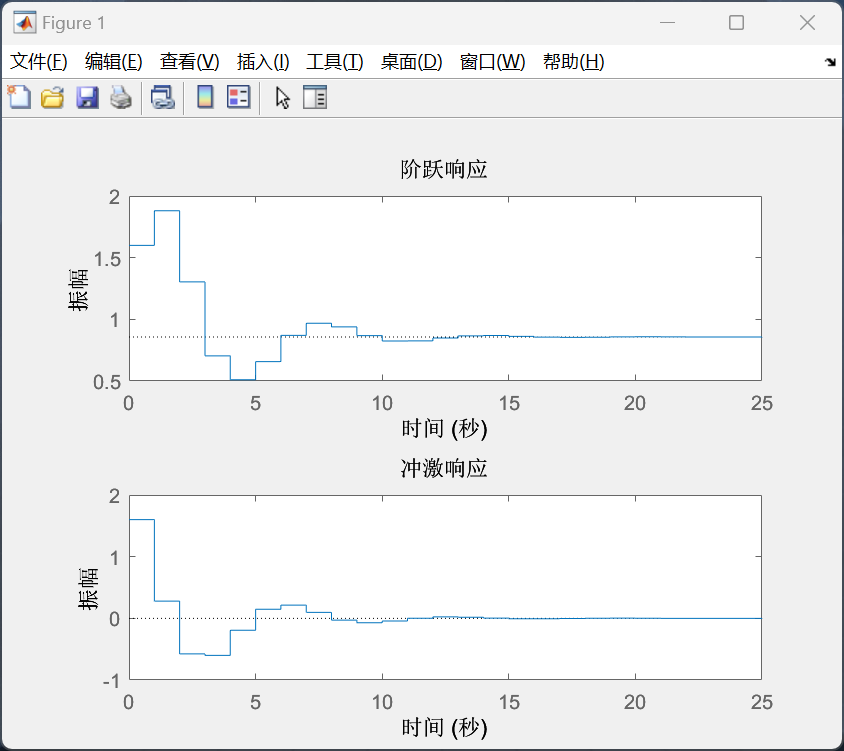 Figure 1
文件(F) 编辑(E) 查看(V) 插入(I) 工具(T) 桌面(D) 窗口(W) 帮助(H)
阶跃响应
振幅
2
1.5
1
0.5
0 5 10 15 20 25
时间 (秒)
冲激响应
振幅
2
1
0
-1
0 5 10 15 20 25
时间 (秒)